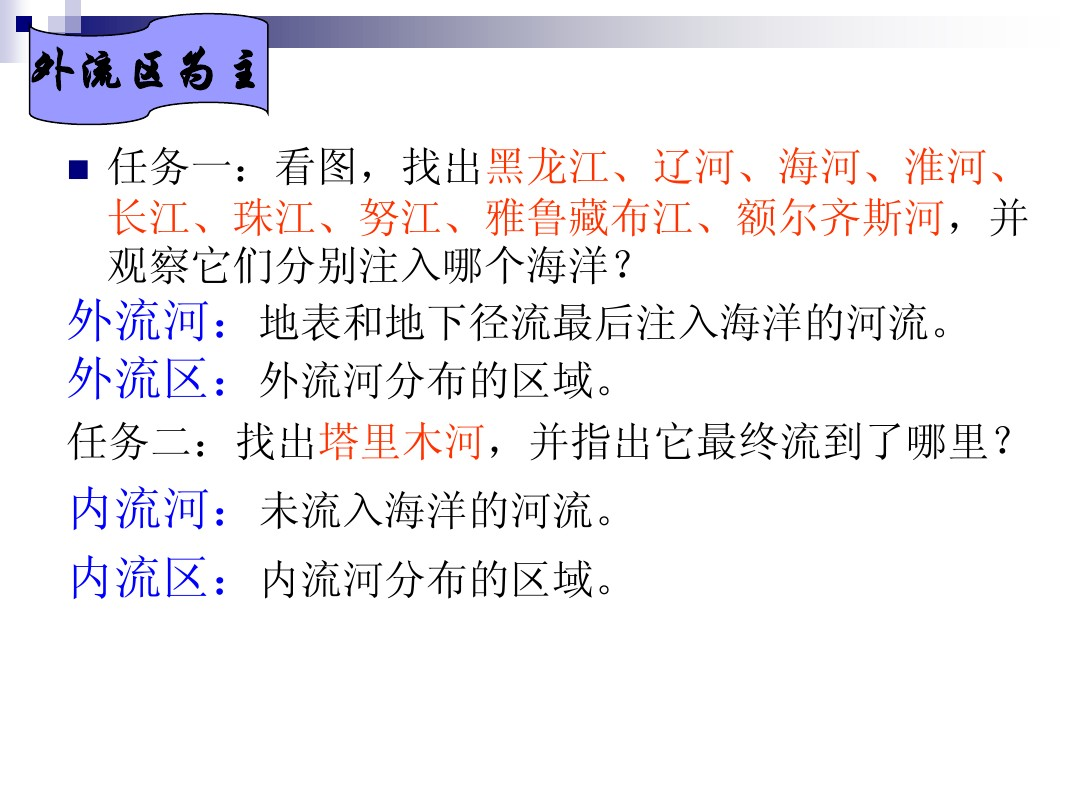 外流区为主
任务一：看图，找出黑龙江、辽河、海河、淮河、
长江、珠江、努江、雅鲁藏布江、额尔齐斯河，并
观察它们分别注入哪个海洋？
外流河：地表和地下径流最后注入海洋的河流。
外流区：外流河分布的区域。
任务二：找出塔里木河，并指出它最终流到了哪里？
内流河：未流入海洋的河流。
内流区：内流河分布的区域。